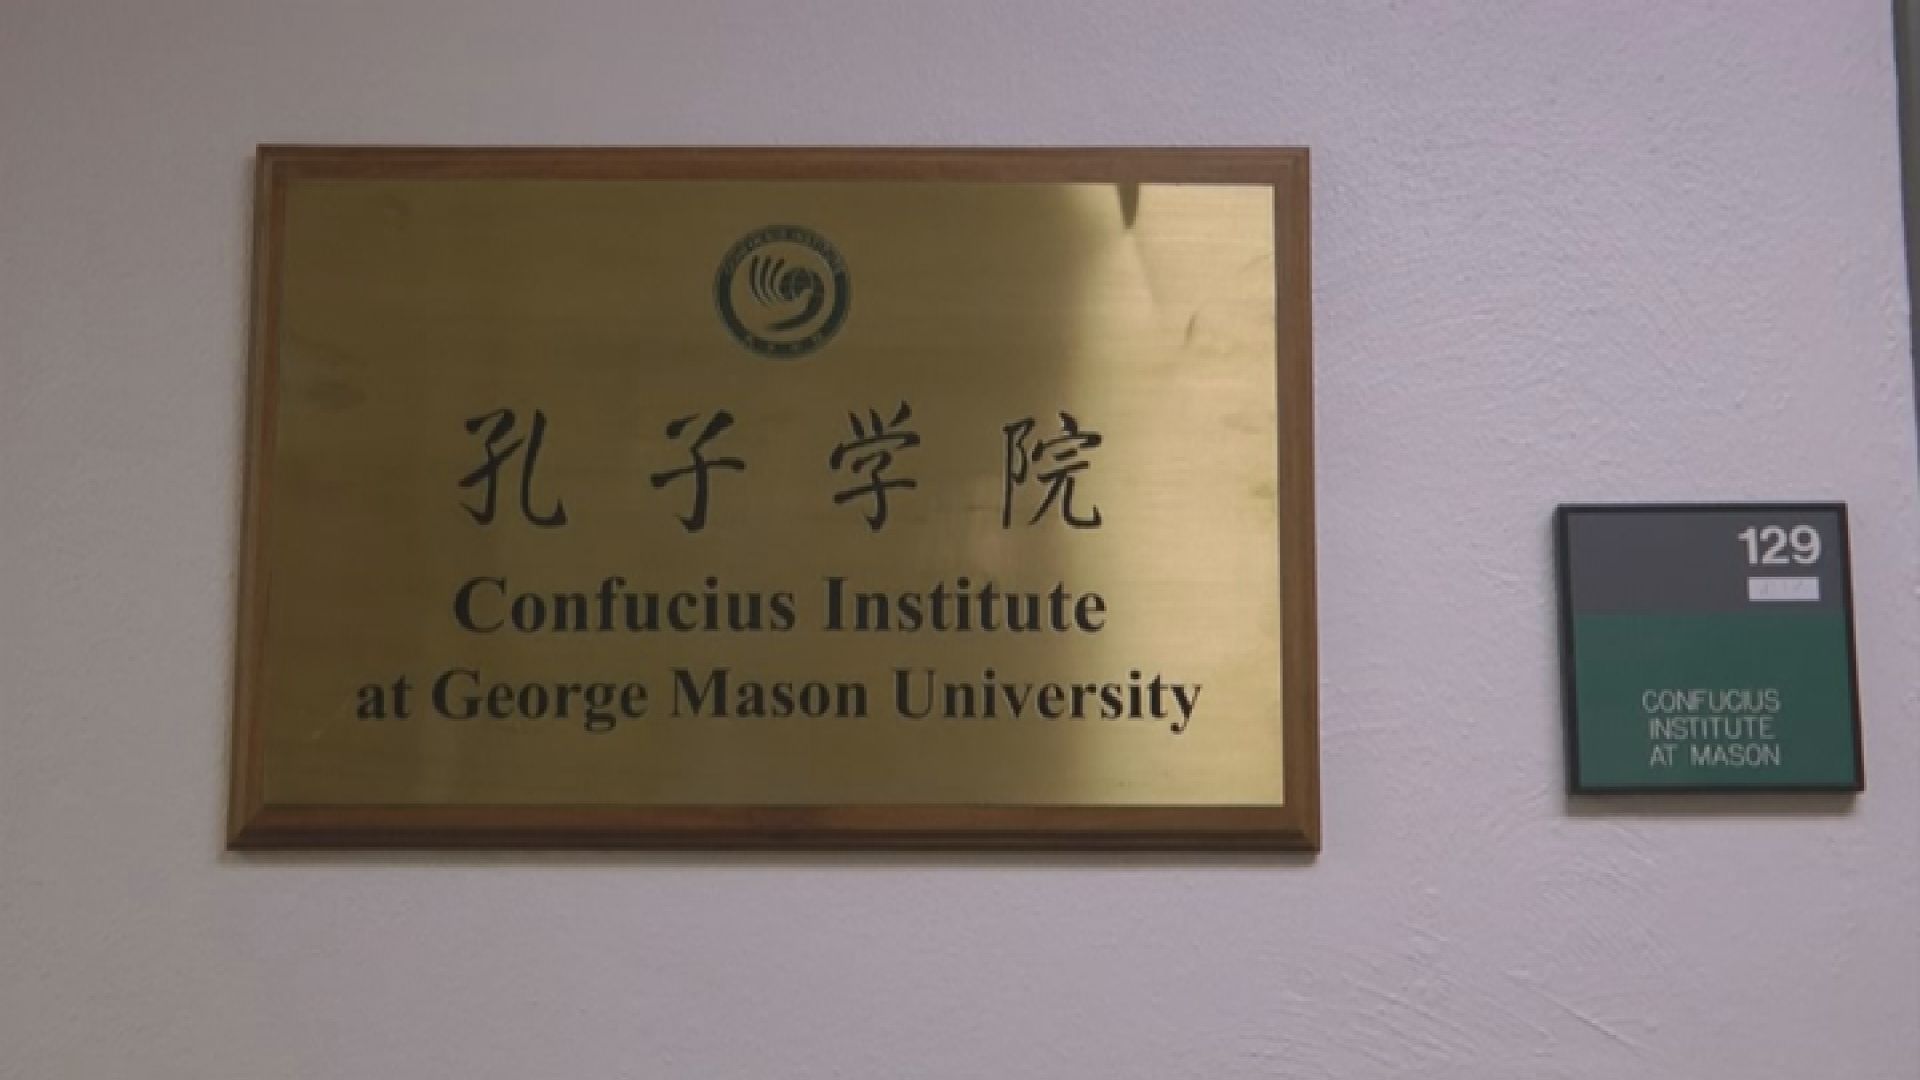 孔子学院
Confucius Institute
at George Mason University
129
CONFUCIUS
INSTITUTE
AT MASON